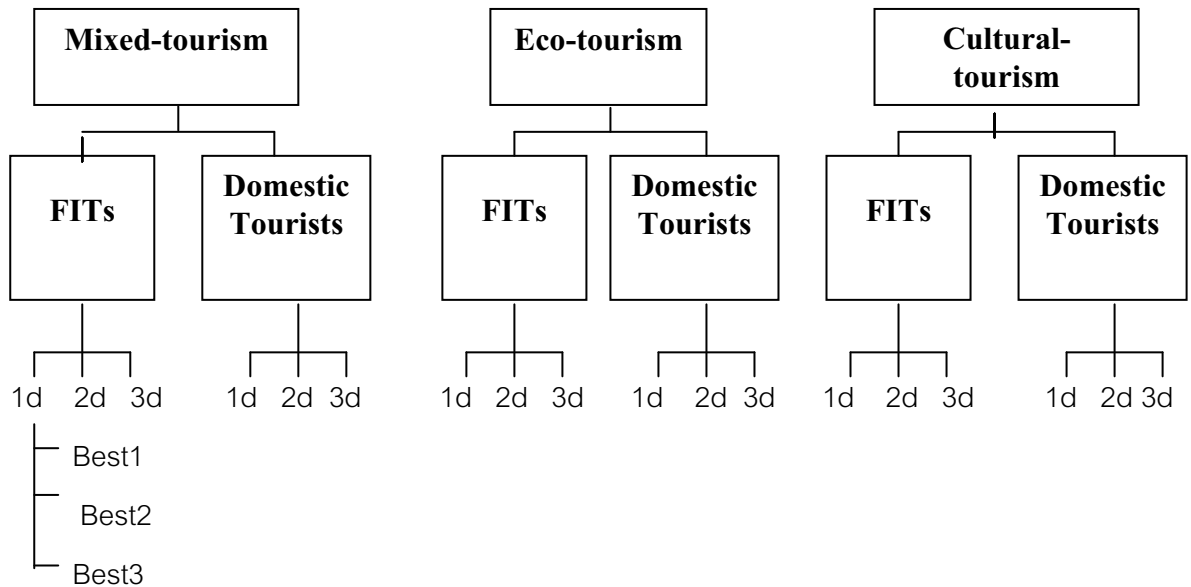 Mixed-tourism
Eco-tourism
Cultural-
tourism
FITs
Domestic
Tourists
FITs
Domestic
Tourists
FITs
Domestic
Tourists
1d 2d 3d
1d 2d 3d
1d 2d 3d
1d 2d 3d
1d 2d 3d
1d 2d 3d
Best1
Best2
Best3